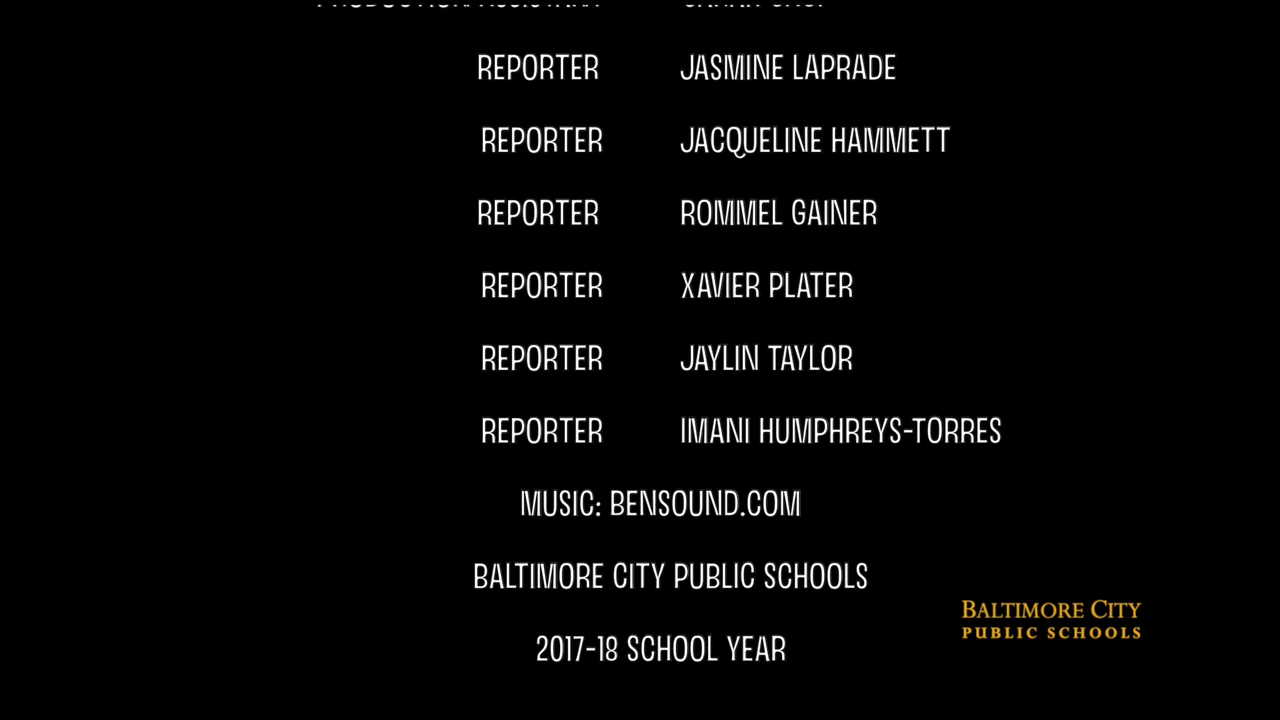 REPORTER JASMINE LAPRADE
REPORTER JACQUELINE HAMMETT
REPORTER ROMMEL GAINER
REPORTER XAVIER PLATER
REPORTER JAYLIN TAYLOR
REPORTER IMANI HUMPHREYS-TORRES
MUSIC: BENSOUND.COM
BALTIMORE CITY PUBLIC SCHOOLS
2017-18 SCHOOL YEAR
BALTIMORE CITY
PUBLIC SCHOOLS